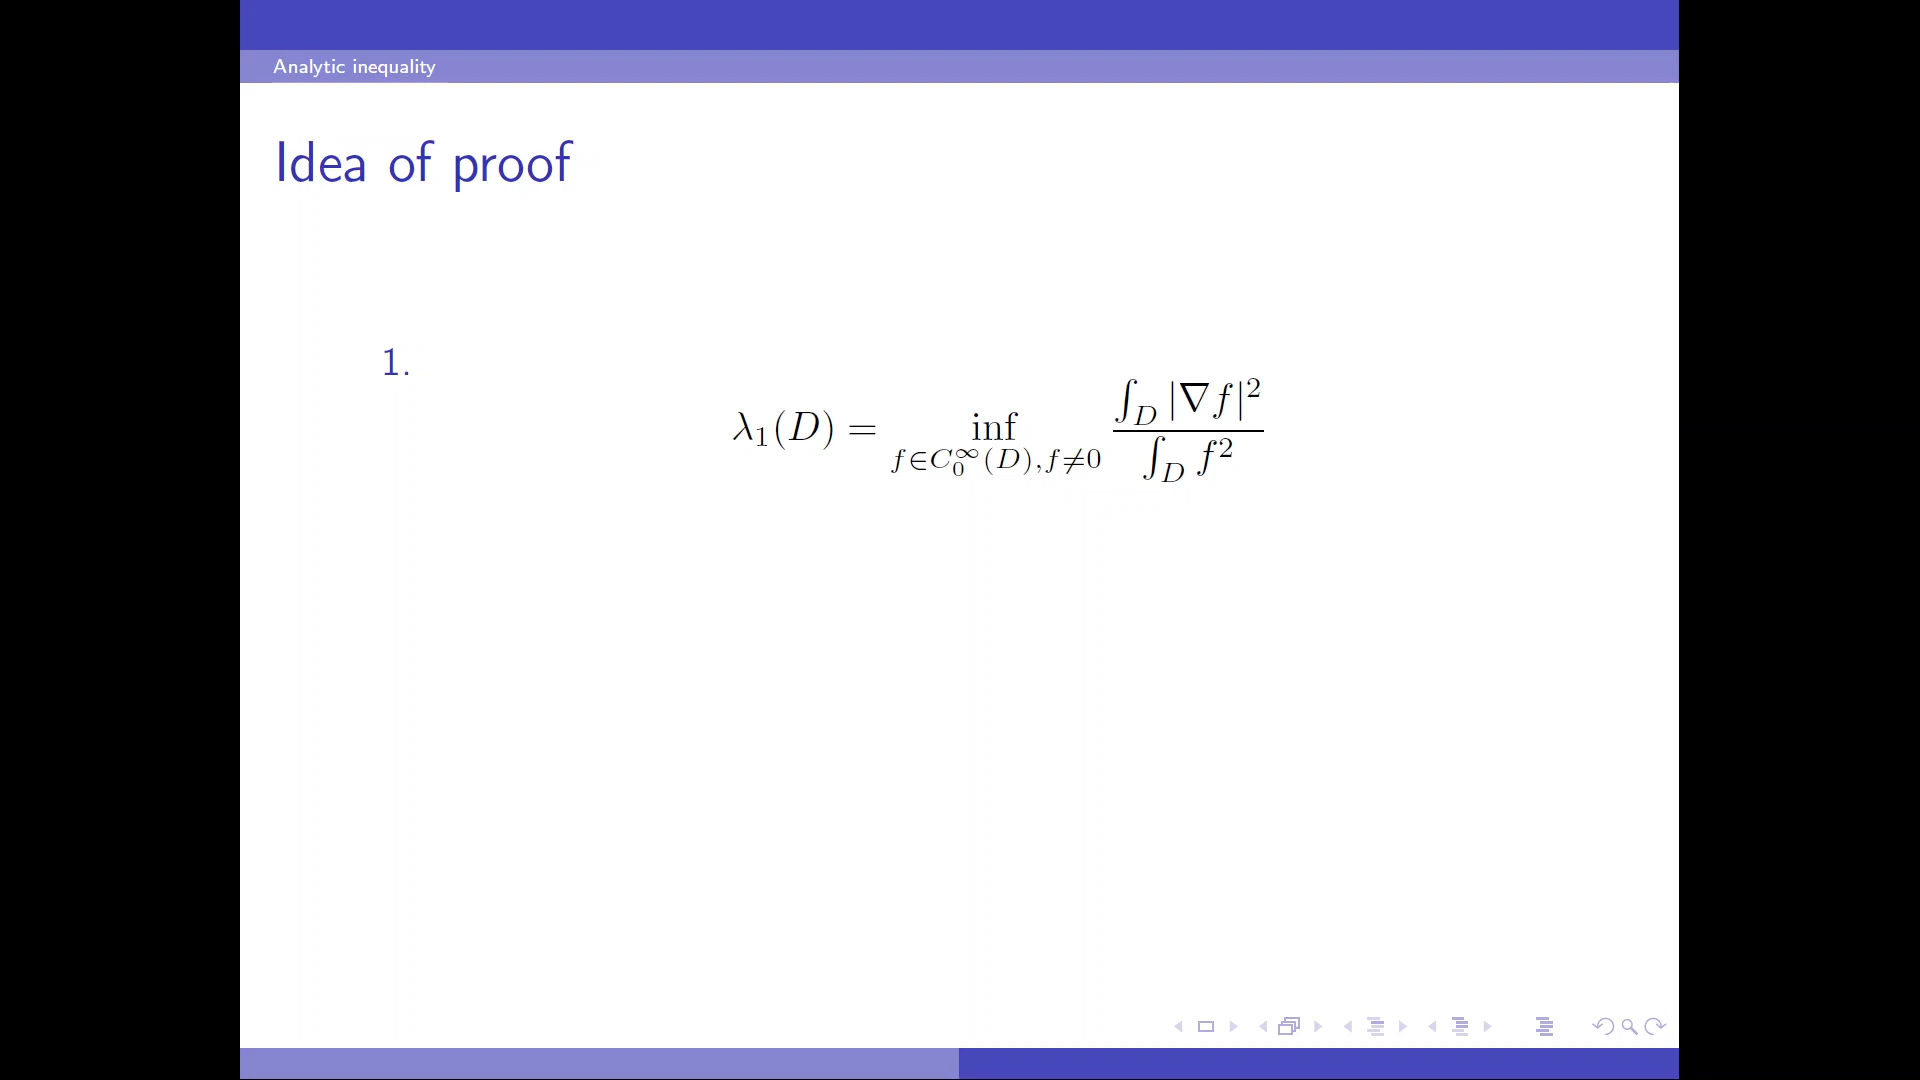 Analytic inequality
Idea of proof
1.
λ₁(D) = inf_{f∈C₀^∞(D), f≠0} ∫_D |∇f|² / ∫_D f²